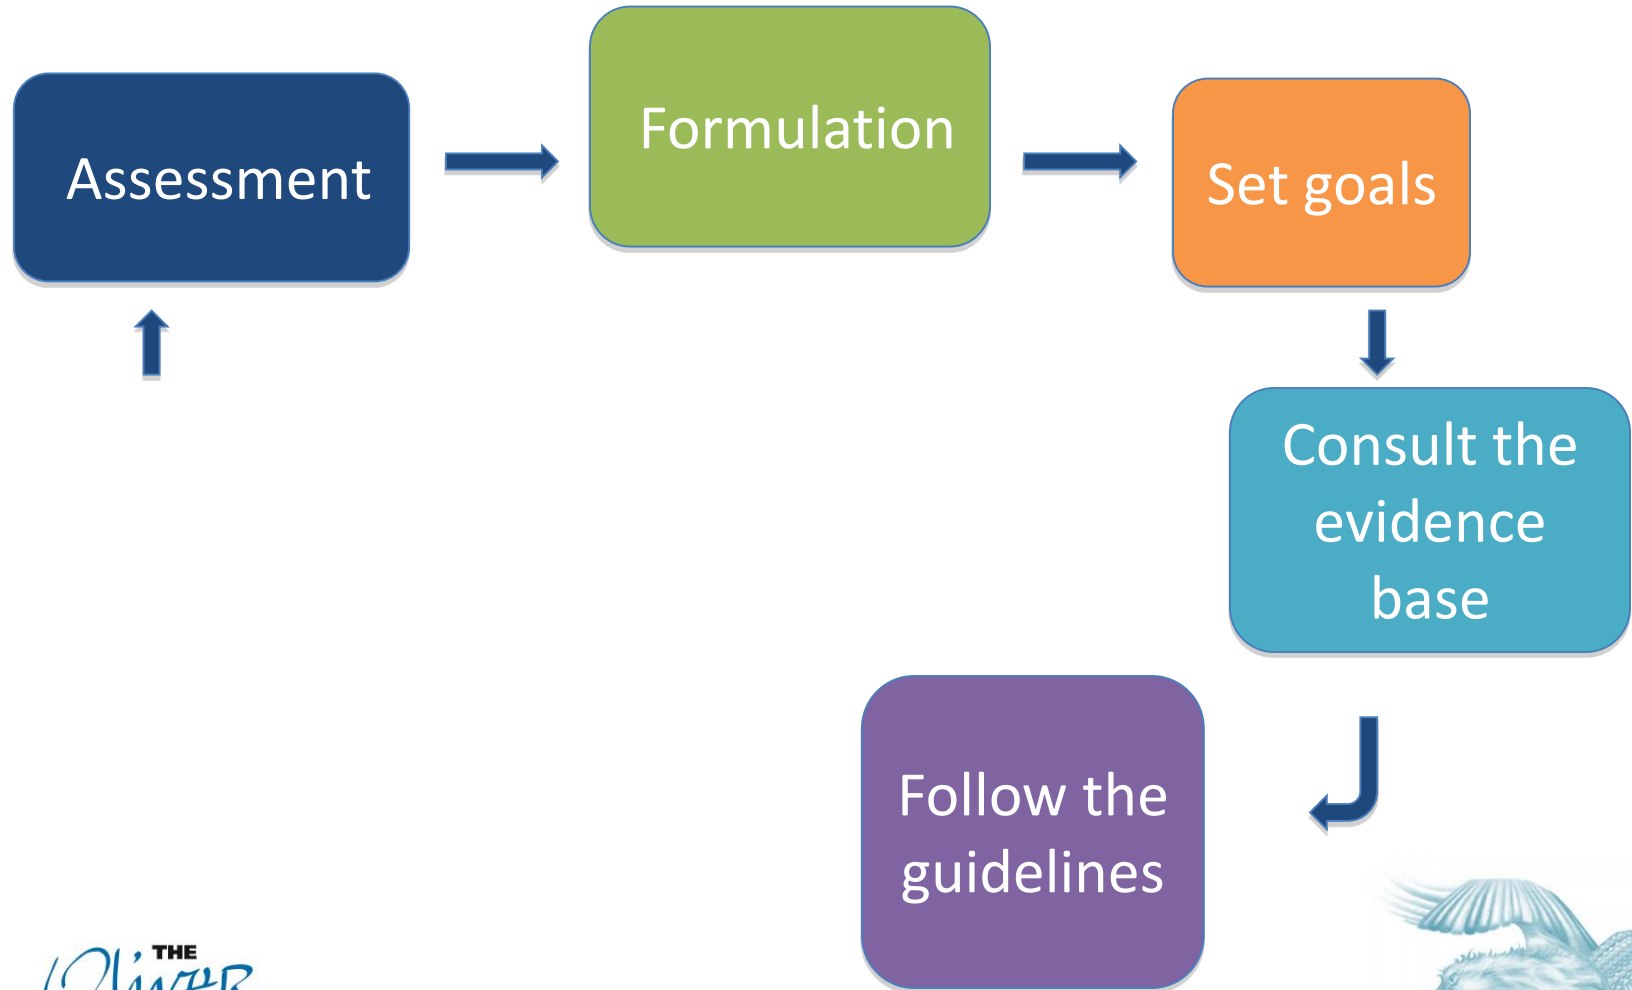 Assessment
Formulation
Set goals
Consult the
evidence
base
Follow the
guidelines
THE